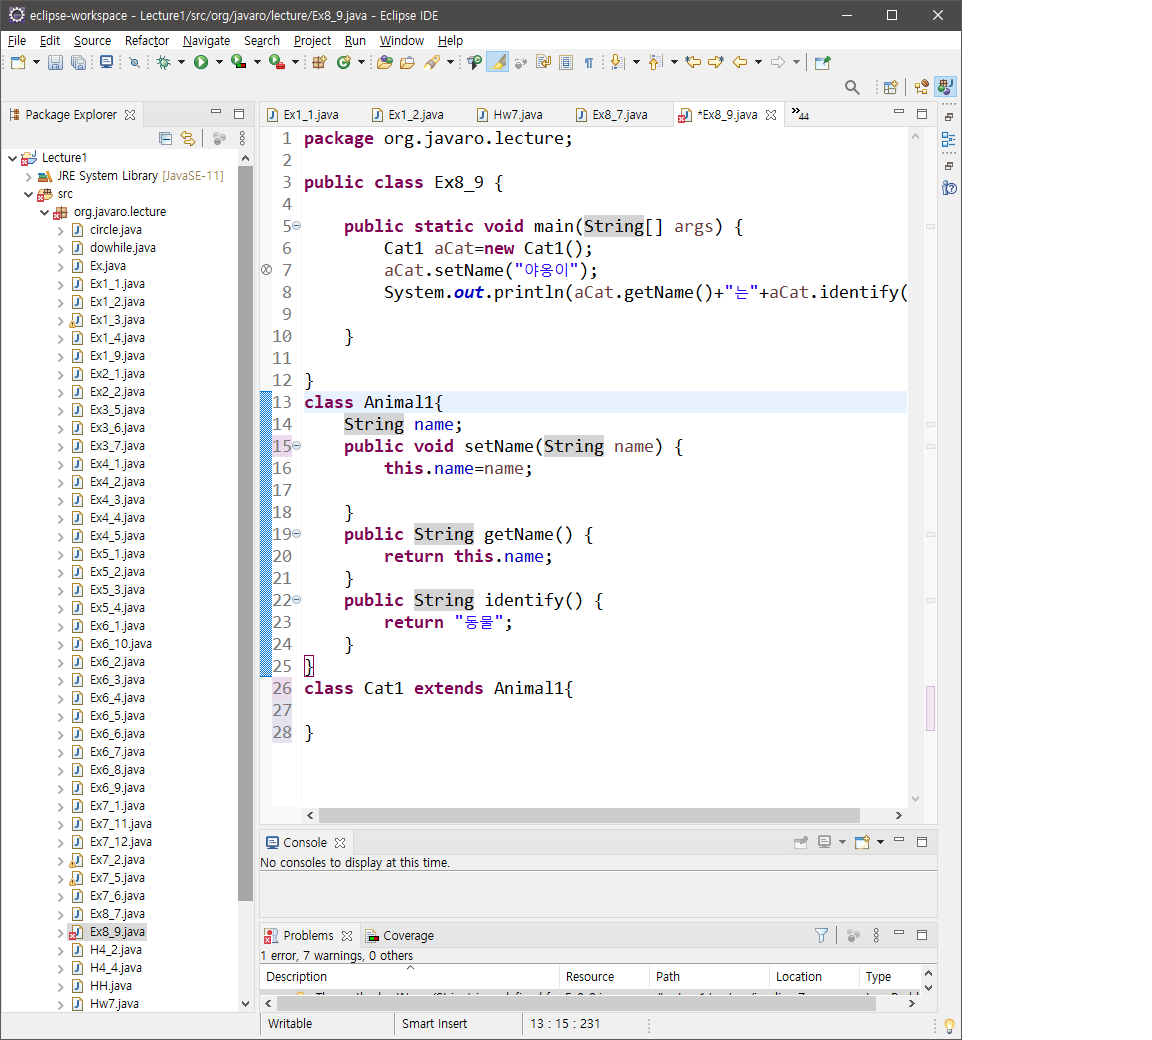 eclipse-workspace - Lecture1/src/org/javaro/lecture/Ex8_9.java - Eclipse IDE
File Edit Source Refactor Navigate Search Project Run Window Help
Package Explorer
Lecture1
JRE System Library [JavaSE-11]
src
org.javaro.lecture
circle.java
dowhile.java
Ex.java
Ex1_1.java
Ex1_2.java
Ex1_3.java
Ex1_4.java
Ex1_9.java
Ex2_1.java
Ex2_2.java
Ex3_5.java
Ex3_6.java
Ex3_7.java
Ex4_1.java
Ex4_2.java
Ex4_3.java
Ex4_4.java
Ex4_5.java
Ex5_1.java
Ex5_2.java
Ex5_3.java
Ex5_4.java
Ex6_1.java
Ex6_10.java
Ex6_2.java
Ex6_3.java
Ex6_4.java
Ex6_5.java
Ex6_6.java
Ex6_7.java
Ex6_8.java
Ex6_9.java
Ex7_1.java
Ex7_11.java
Ex7_12.java
Ex7_2.java
Ex7_5.java
Ex7_6.java
Ex8_7.java
Ex8_9.java
H4_2.java
H4_4.java
HH.java
Hw7.java
Ex1_1.java Ex1_2.java Hw7.java Ex8_7.java *Ex8_9.java »44
1 package org.javaro.lecture;
2
3 public class Ex8_9 {
4
5 public static void main(String[] args) {
6 Cat1 aCat=new Cat1();
7 aCat.setName("야옹이");
8 System.out.println(aCat.getName()+"는"+aCat.identify(
9
10 }
11
12 }
13 class Animal1{
14 String name;
15 public void setName(String name) {
16 this.name=name;
17
18 }
19 public String getName() {
20 return this.name;
21 }
22 public String identify() {
23 return "동물";
24 }
25 }
26 class Cat1 extends Animal1{
27
28 }
Console
No consoles to display at this time.
Problems Coverage
1 error, 7 warnings, 0 others
Description Resource Path Location Type
Writable Smart Insert 13 : 15 : 231